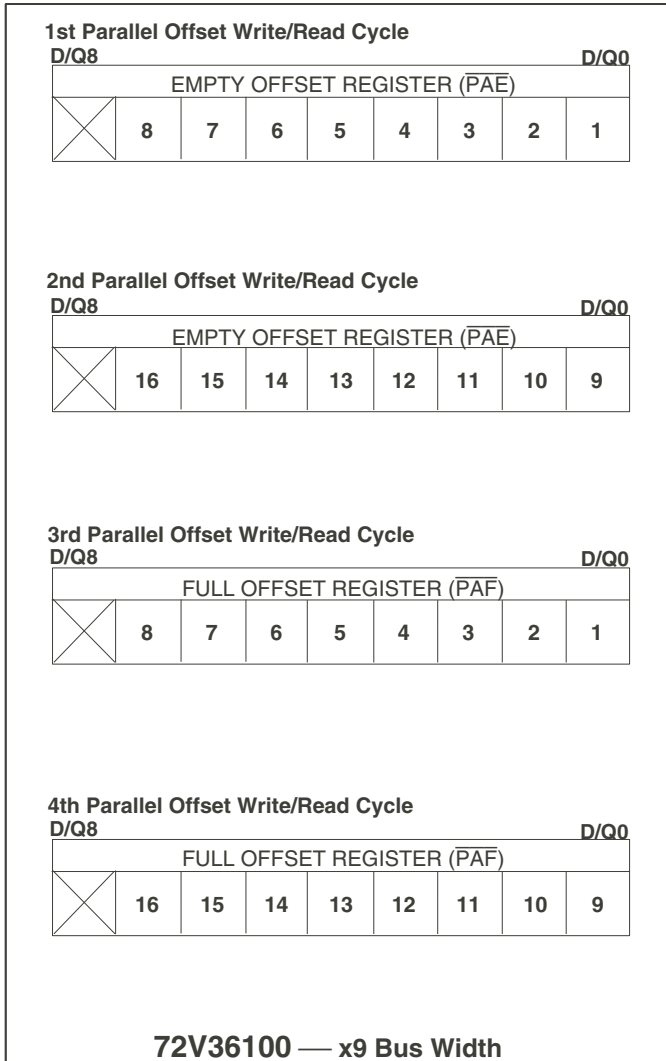 1st Parallel Offset Write/Read Cycle
D/Q8 D/Q0
EMPTY OFFSET REGISTER (P̅A̅E̅)
8 7 6 5 4 3 2 1
2nd Parallel Offset Write/Read Cycle
D/Q8 D/Q0
EMPTY OFFSET REGISTER (P̅A̅E̅)
16 15 14 13 12 11 10 9
3rd Parallel Offset Write/Read Cycle
D/Q8 D/Q0
FULL OFFSET REGISTER (P̅A̅F̅)
8 7 6 5 4 3 2 1
4th Parallel Offset Write/Read Cycle
D/Q8 D/Q0
FULL OFFSET REGISTER (P̅A̅F̅)
16 15 14 13 12 11 10 9
72V36100 — x9 Bus Width